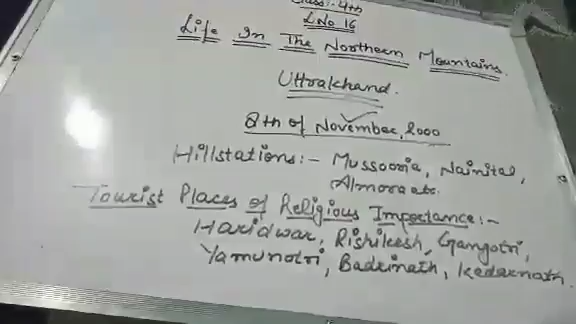 Class:- 4th
L.No 16
Life In The Northern Mountains.
Uttrakhand.
8th of November, 2000
Hillstations:- Mussooria, Nainital,
Almora etc.
Tourist Places of Religious Importance:-
Haridwar, Rishikesh, Gangotri,
Yamunotri, Badrinath, Kedarnath.